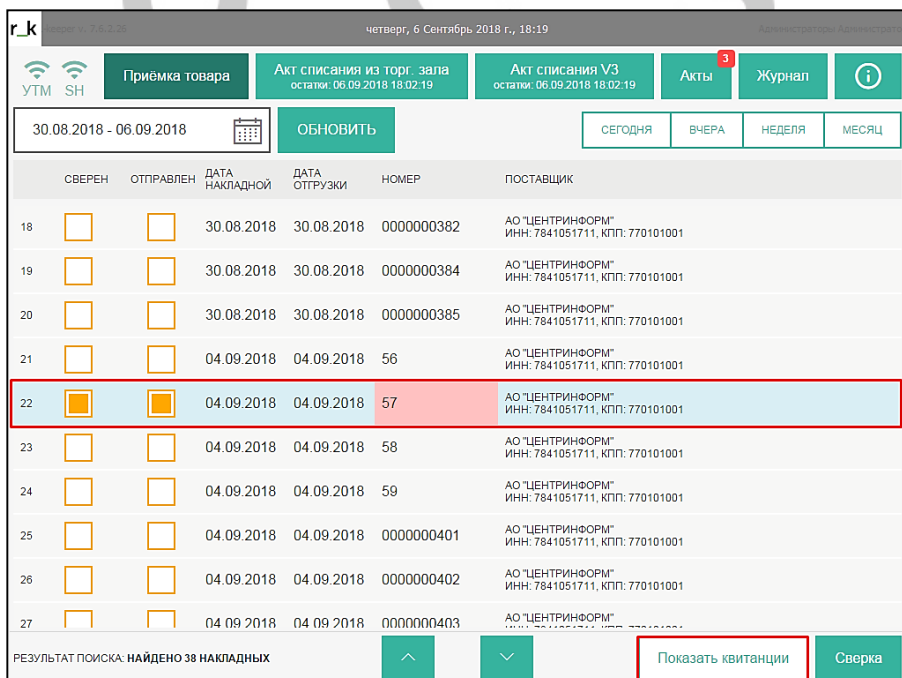 r_k
keeper v. 7.6.2.26
четверг, 6 Сентябрь 2018 г., 18:19
УТМ SH
Приёмка товара
Акт списания из торг. зала
остатки: 06.09.2018 18:02:19
Акт списания V3
остатки: 06.09.2018 18:02:19
Акты
3
Журнал
30.08.2018 - 06.09.2018
ОБНОВИТЬ
СЕГОДНЯ
ВЧЕРА
НЕДЕЛЯ
МЕСЯЦ
СВЕРЕН
ОТПРАВЛЕН
ДАТА
НАКЛАДНОЙ
ДАТА
ОТГРУЗКИ
НОМЕР
ПОСТАВЩИК
18 30.08.2018 30.08.2018 0000000382 АО "ЦЕНТРИНФОРМ"
ИНН: 7841051711, КПП: 770101001
19 30.08.2018 30.08.2018 0000000384 АО "ЦЕНТРИНФОРМ"
ИНН: 7841051711, КПП: 770101001
20 30.08.2018 30.08.2018 0000000385 АО "ЦЕНТРИНФОРМ"
ИНН: 7841051711, КПП: 770101001
21 04.09.2018 04.09.2018 56 АО "ЦЕНТРИНФОРМ"
ИНН: 7841051711, КПП: 770101001
22 04.09.2018 04.09.2018 57 АО "ЦЕНТРИНФОРМ"
ИНН: 7841051711, КПП: 770101001
23 04.09.2018 04.09.2018 58 АО "ЦЕНТРИНФОРМ"
ИНН: 7841051711, КПП: 770101001
24 04.09.2018 04.09.2018 59 АО "ЦЕНТРИНФОРМ"
ИНН: 7841051711, КПП: 770101001
25 04.09.2018 04.09.2018 0000000401 АО "ЦЕНТРИНФОРМ"
ИНН: 7841051711, КПП: 770101001
26 04.09.2018 04.09.2018 0000000402 АО "ЦЕНТРИНФОРМ"
ИНН: 7841051711, КПП: 770101001
27 04.09.2018 04.09.2018 0000000403 АО "ЦЕНТРИНФОРМ"
РЕЗУЛЬТАТ ПОИСКА: НАЙДЕНО 38 НАКЛАДНЫХ
Показать квитанции
Сверка